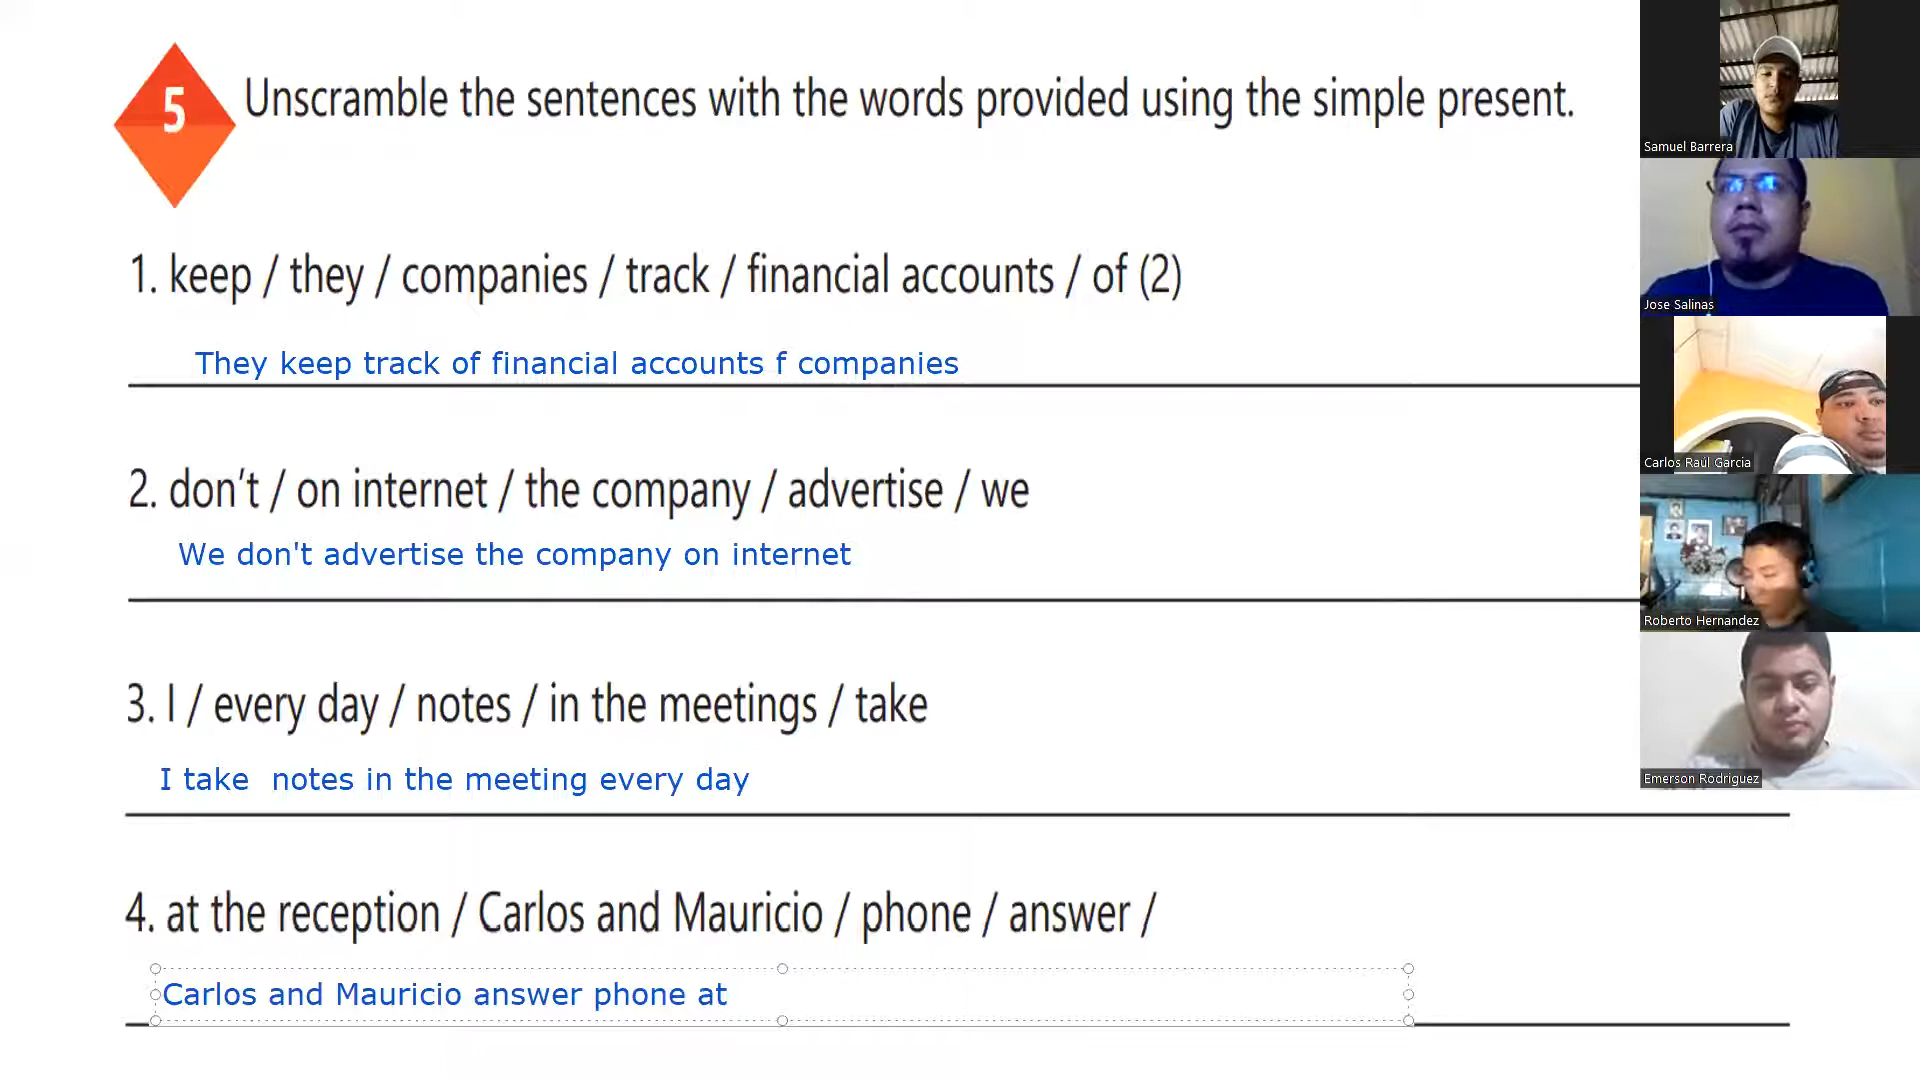 5
Unscramble the sentences with the words provided using the simple present.
1. keep / they / companies / track / financial accounts / of (2)
They keep track of financial accounts f companies
2. don't / on internet / the company / advertise / we
We don't advertise the company on internet
3. I / every day / notes / in the meetings / take
I take  notes in the meeting every day
4. at the reception / Carlos and Mauricio / phone / answer /
Carlos and Mauricio answer phone at
Samuel Barrera
Jose Salinas
Carlos Raúl Garcia
Roberto Hernandez
Emerson Rodriguez